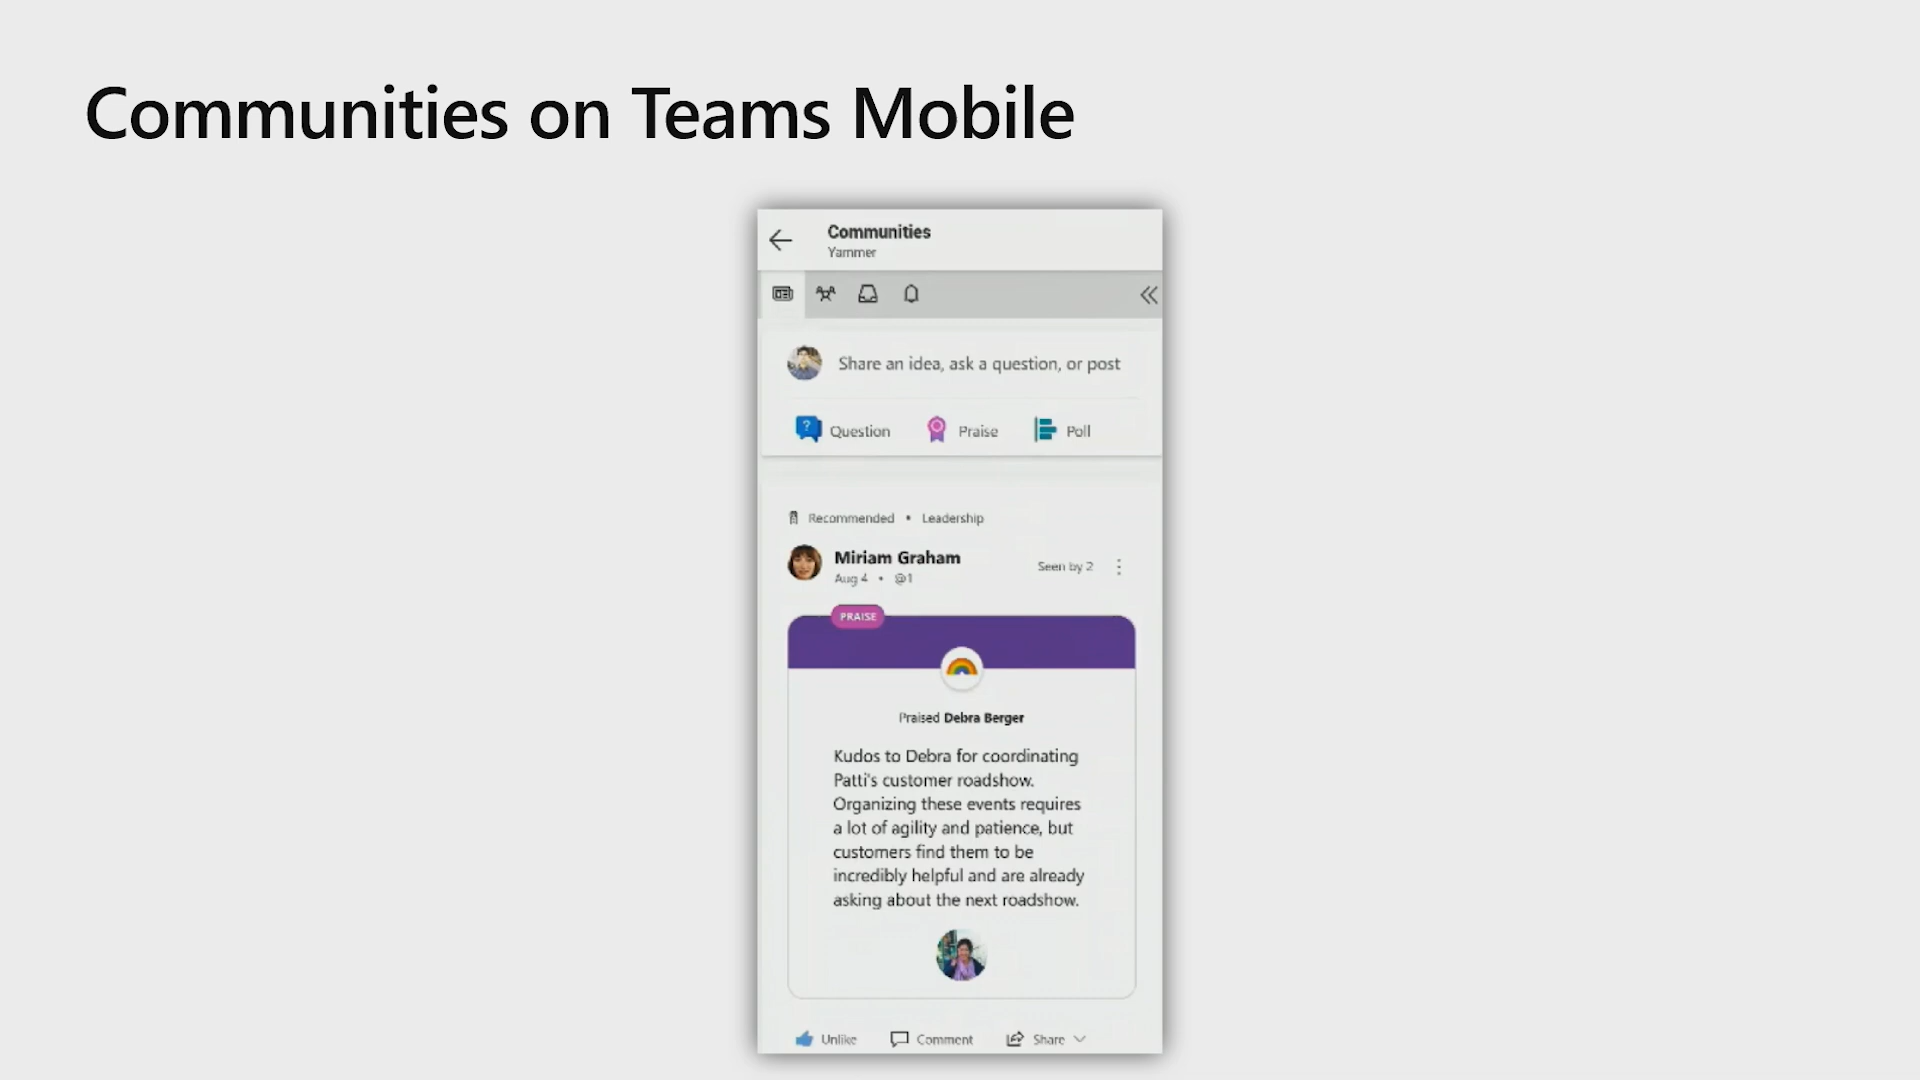 Communities on Teams Mobile
Communities
Yammer
Share an idea, ask a question, or post
Question Praise Poll
Recommended • Leadership
Miriam Graham
Seen by 2
Aug 4 • @1
PRAISE
Praised Debra Berger
Kudos to Debra for coordinating
Patti's customer roadshow.
Organizing these events requires
a lot of agility and patience, but
customers find them to be
incredibly helpful and are already
asking about the next roadshow.
Unlike Comment Share